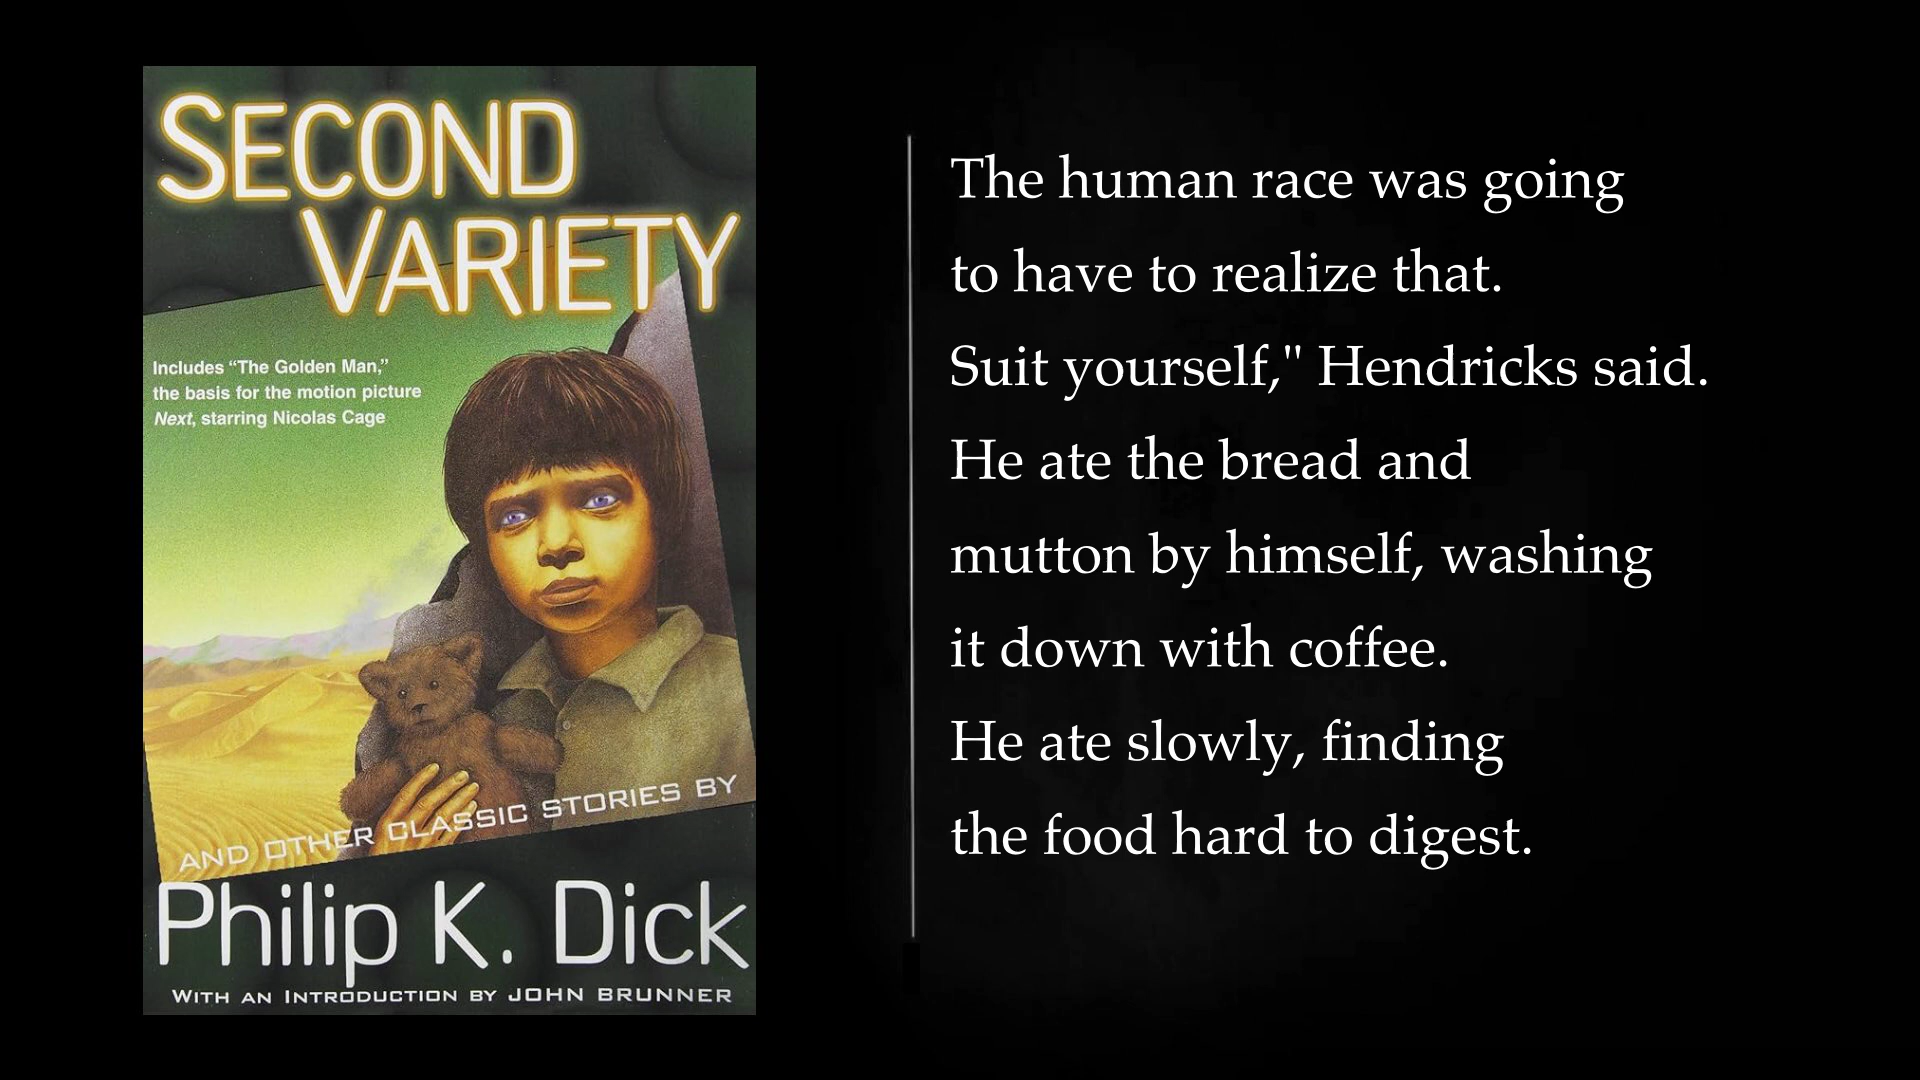 SECOND
VARIETY
Includes “The Golden Man,”
the basis for the motion picture
Next, starring Nicolas Cage
AND OTHER CLASSIC STORIES BY
Philip K. Dick
WITH AN INTRODUCTION BY JOHN BRUNNER
The human race was going
to have to realize that.
Suit yourself," Hendricks said.
He ate the bread and
mutton by himself, washing
it down with coffee.
He ate slowly, finding
the food hard to digest.